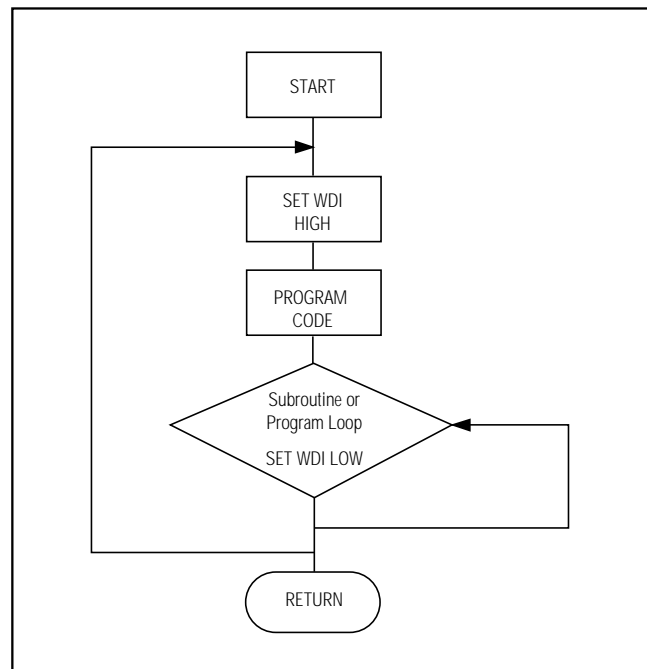 START
SET WDI
HIGH
PROGRAM
CODE
Subroutine or
Program Loop
SET WDI LOW
RETURN